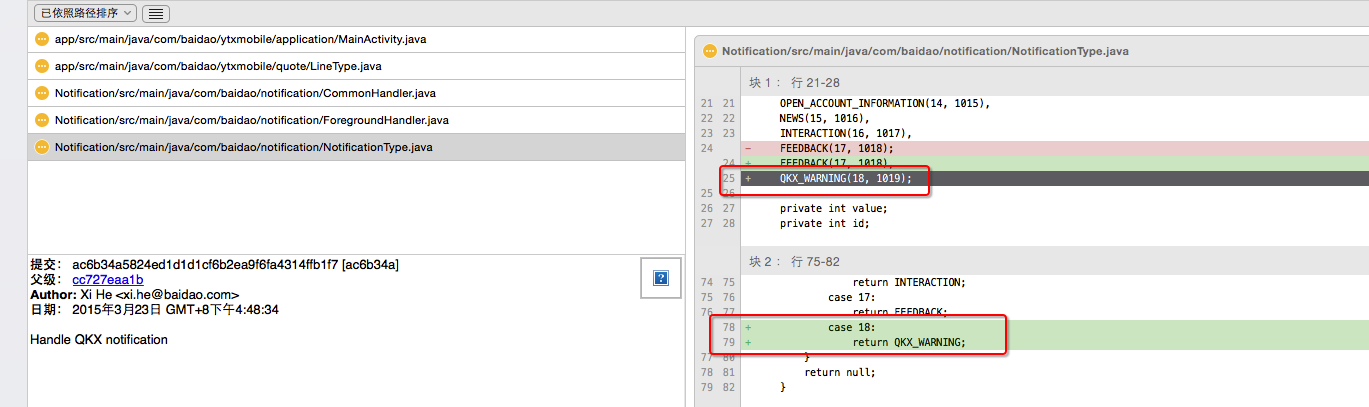 已依照路径排序
app/src/main/java/com/baidao/ytxmobile/application/MainActivity.java
app/src/main/java/com/baidao/ytxmobile/quote/LineType.java
Notification/src/main/java/com/baidao/notification/CommonHandler.java
Notification/src/main/java/com/baidao/notification/ForegroundHandler.java
Notification/src/main/java/com/baidao/notification/NotificationType.java
提交： ac6b34a5824ed1d1d1cf6b2ea9f6fa4314ffb1f7 [ac6b34a]
父级： cc727eaa1b
Author: Xi He <xi.he@baidao.com>
日期： 2015年3月23日 GMT+8下午4:48:34
Handle QKX notification
Notification/src/main/java/com/baidao/notification/NotificationType.java
块 1： 行 21-28
21 21 OPEN_ACCOUNT_INFORMATION(14, 1015),
22 22 NEWS(15, 1016),
23 23 INTERACTION(16, 1017),
24 - FEEDBACK(17, 1018);
24 + FEEDBACK(17, 1018),
25 + QKX_WARNING(18, 1019);
25 26
26 27 private int value;
27 28 private int id;
块 2： 行 75-82
74 75 return INTERACTION;
75 76 case 17:
76 77 return FEEDBACK;
78 + case 18:
79 + return QKX_WARNING;
77 80 }
78 81 return null;
79 82 }